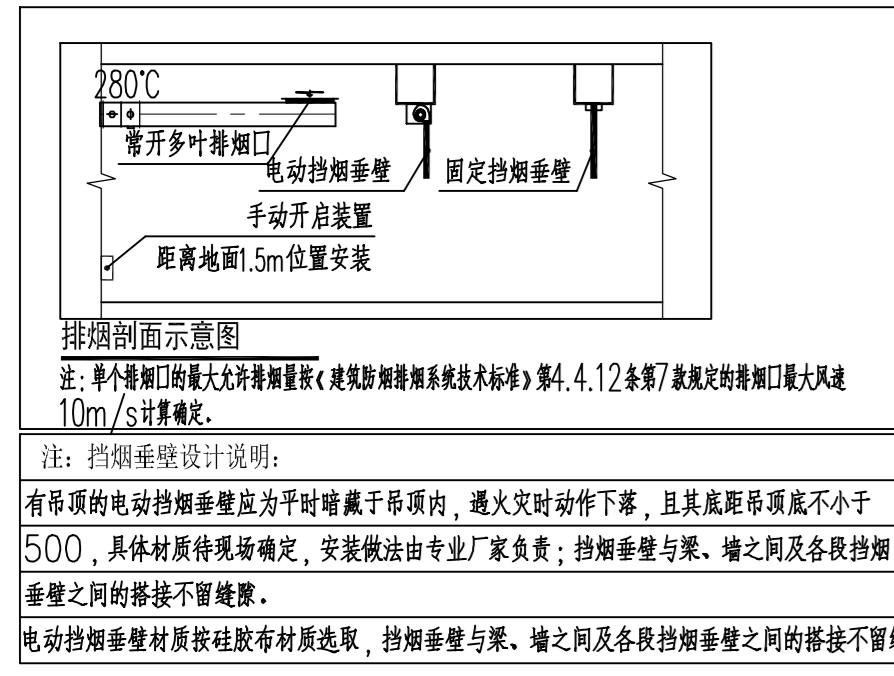 280℃
常开多叶排烟口
电动挡烟垂壁
固定挡烟垂壁
手动开启装置
距离地面1.5m位置安装
排烟剖面示意图
注:单个排烟口的最大允许排烟量按《建筑防烟排烟系统技术标准》第4.4.12条第7款规定的排烟口最大风速
10m/s计算确定.
注: 挡烟垂壁设计说明:
有吊顶的电动挡烟垂壁应为平时暗藏于吊顶内,遇火灾时动作下落,且其底距吊顶底不小于
500,具体材质待现场确定,安装做法由专业厂家负责;挡烟垂壁与梁、墙之间及各段挡烟
垂壁之间的搭接不留缝隙.
电动挡烟垂壁材质按硅胶布材质选取,挡烟垂壁与梁、墙之间及各段挡烟垂壁之间的搭接不留